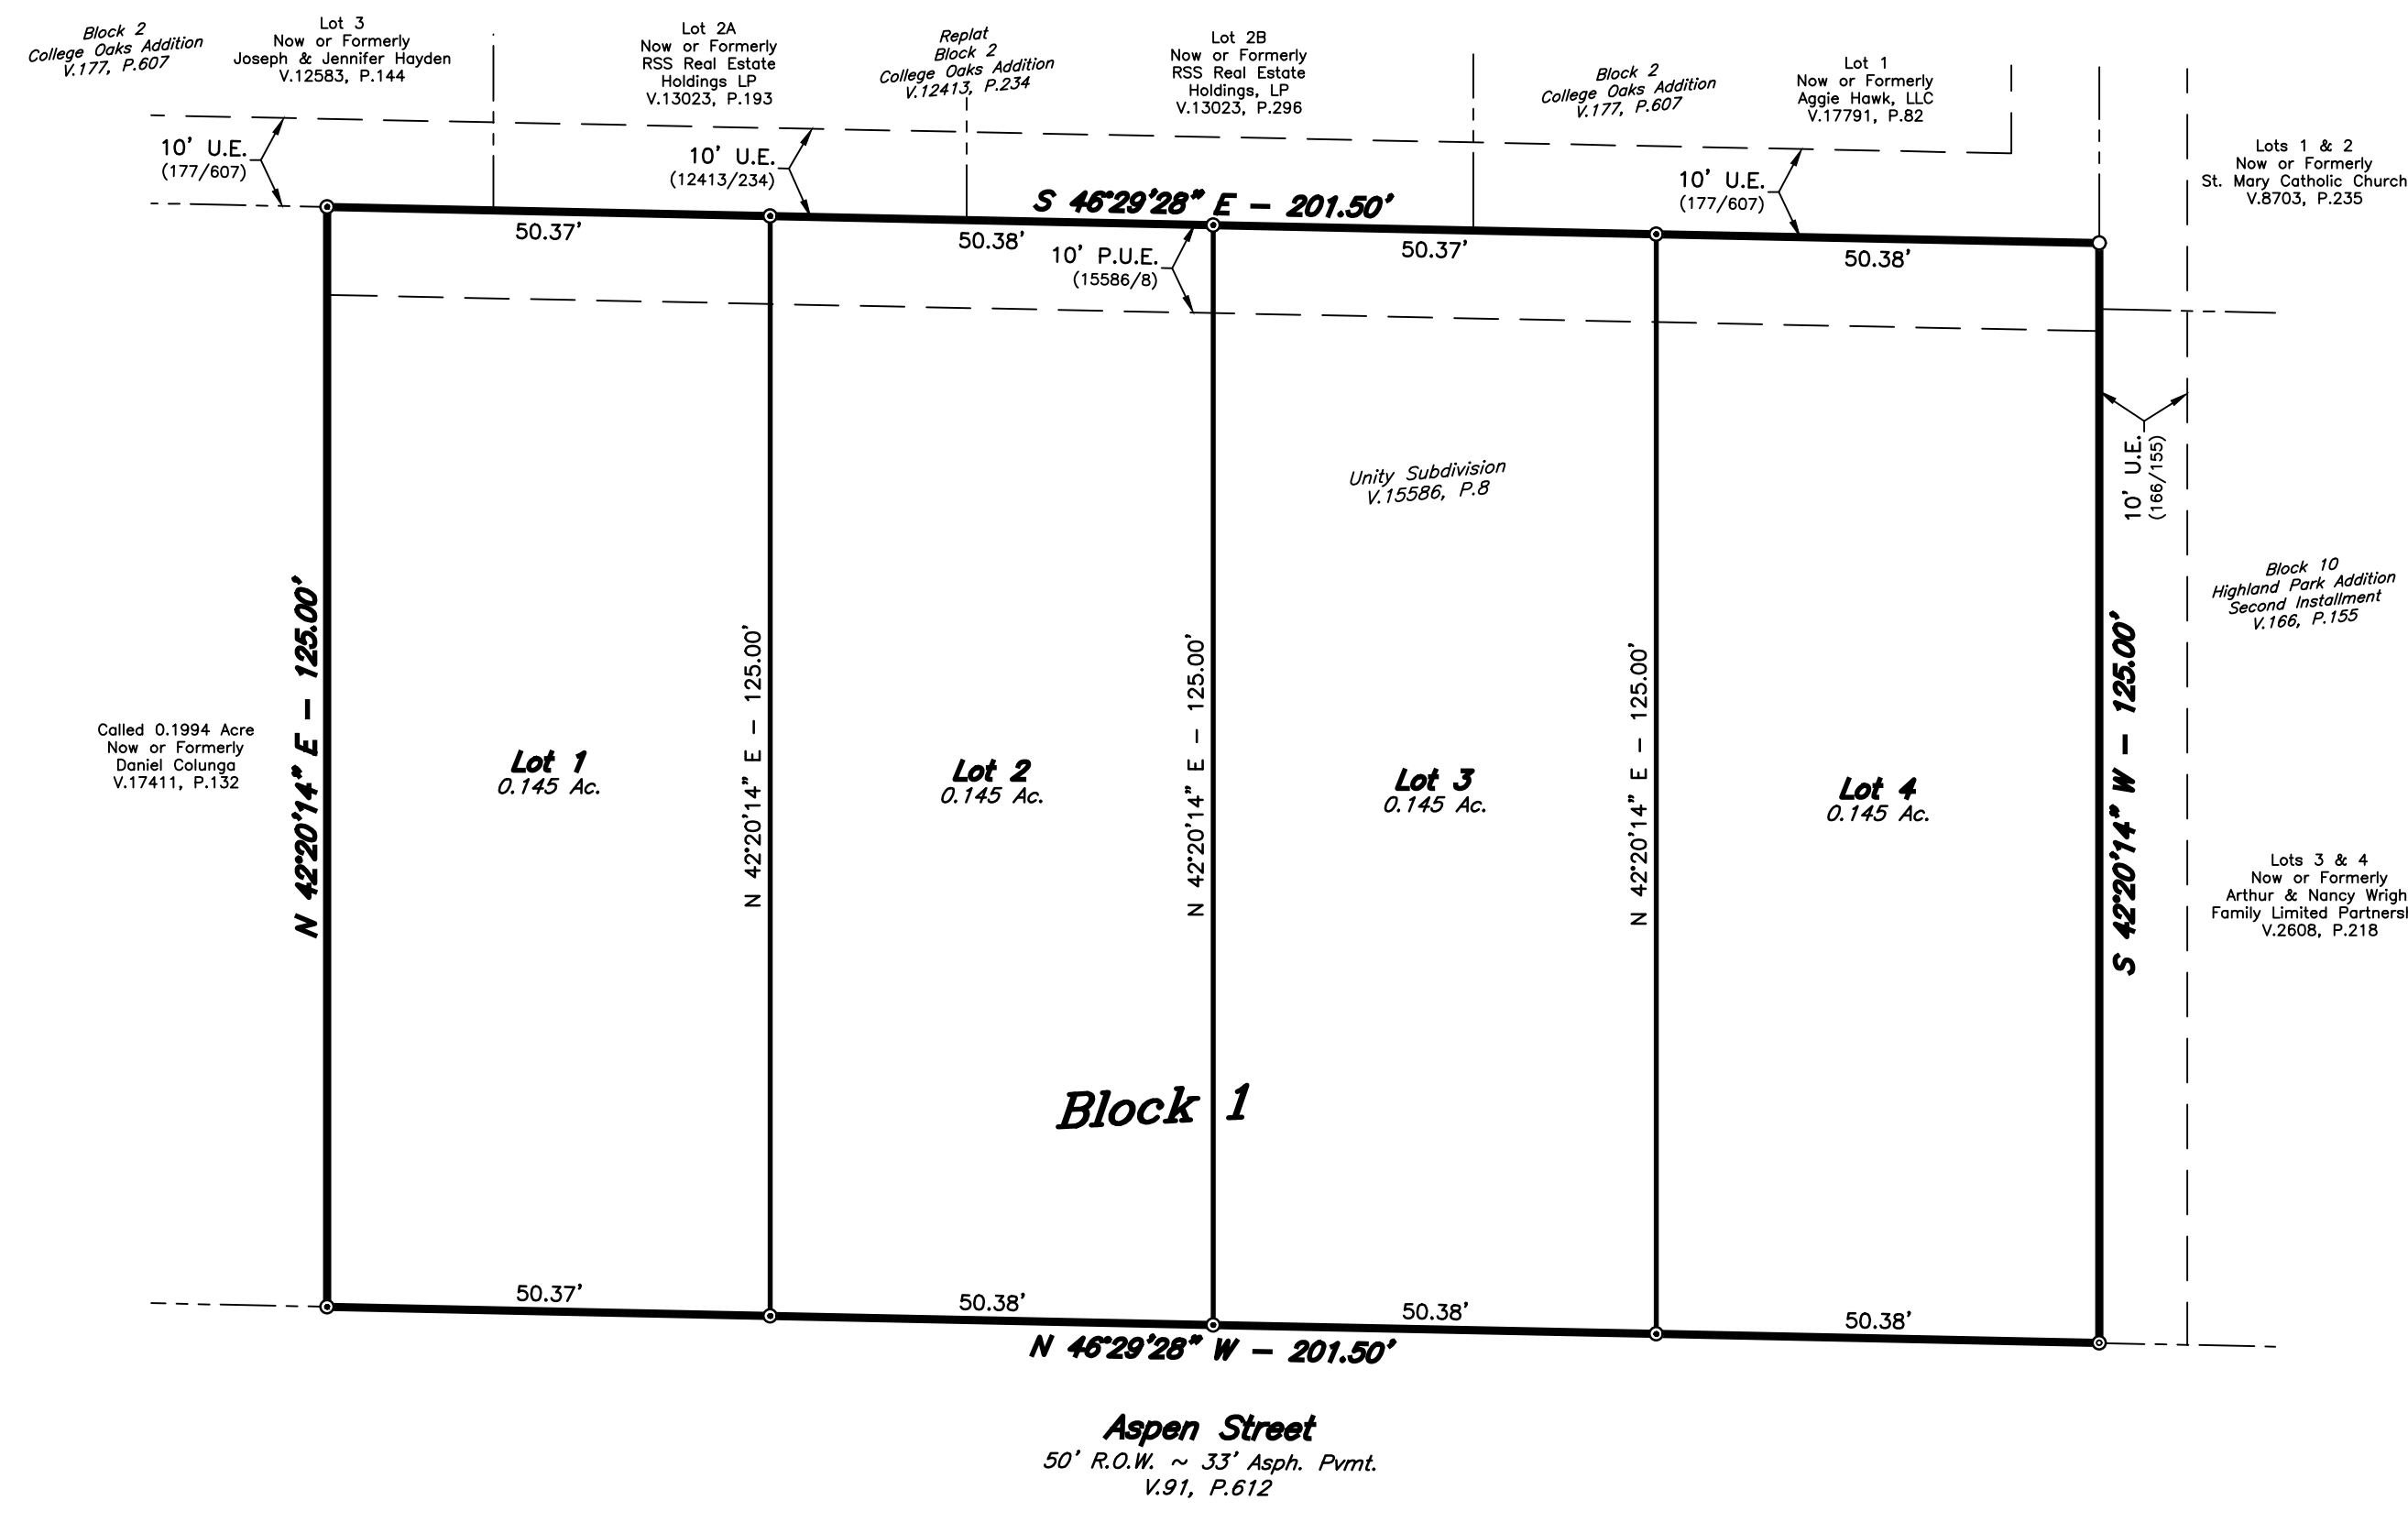 Block 2
College Oaks Addition
V.177, P.607
Lot 3
Now or Formerly
Joseph & Jennifer Hayden
V.12583, P.144
Lot 2A
Now or Formerly
RSS Real Estate
Holdings LP
V.13023, P.193
Replat
Block 2
College Oaks Addition
V.12413, P.234
Lot 2B
Now or Formerly
RSS Real Estate
Holdings, LP
V.13023, P.296
Block 2
College Oaks Addition
V.177, P.607
Lot 1
Now or Formerly
Aggie Hawk, LLC
V.17791, P.82
Lots 1 & 2
Now or Formerly
St. Mary Catholic Church
V.8703, P.235
10' U.E.
(177/607)
10' U.E.
(12413/234)
10' U.E.
(177/607)
S 46°29'28" E - 201.50'
50.37'
50.38'
50.37'
50.38'
10' P.U.E.
(15586/8)
10' U.E.
(166/155)
Unity Subdivision
V.15586, P.8
Block 10
Highland Park Addition
Second Installment
V.166, P.155
N 42°20'14" E - 125.00'
N 42°20'14" E - 125.00'
N 42°20'14" E - 125.00'
N 42°20'14" E - 125.00'
S 42°20'14" W - 125.00'
Called 0.1994 Acre
Now or Formerly
Daniel Colunga
V.17411, P.132
Lot 1
0.145 Ac.
Lot 2
0.145 Ac.
Lot 3
0.145 Ac.
Lot 4
0.145 Ac.
Lots 3 & 4
Now or Formerly
Arthur & Nancy Wrigh
Family Limited Partners
V.2608, P.218
Block 1
50.37'
50.38'
50.38'
50.38'
N 46°29'28" W - 201.50'
Aspen Street
50' R.O.W. ~ 33' Asph. Pvmt.
V.91, P.612